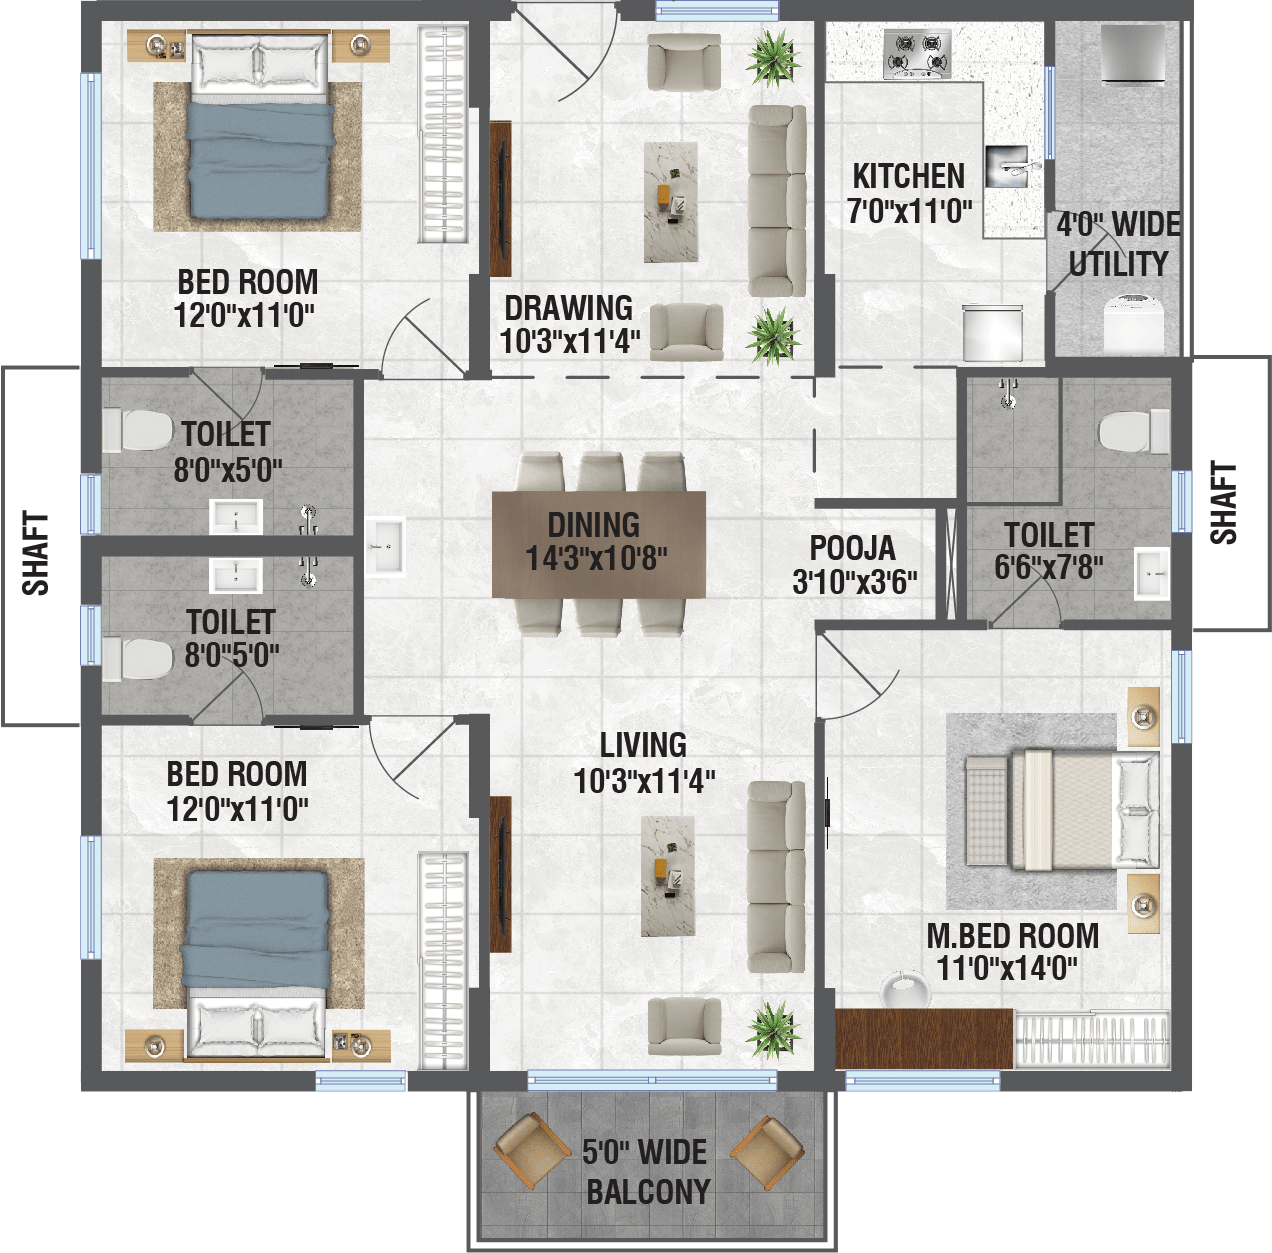 BED ROOM
12'0"x11'0"
DRAWING
10'3"x11'4"
KITCHEN
7'0"x11'0"
4'0" WIDE
UTILITY
TOILET
8'0"x5'0"
SHAFT
TOILET
8'0"5'0"
DINING
14'3"x10'8"
POOJA
3'10"x3'6"
TOILET
6'6"x7'8"
SHAFT
BED ROOM
12'0"x11'0"
LIVING
10'3"x11'4"
M.BED ROOM
11'0"x14'0"
5'0" WIDE
BALCONY